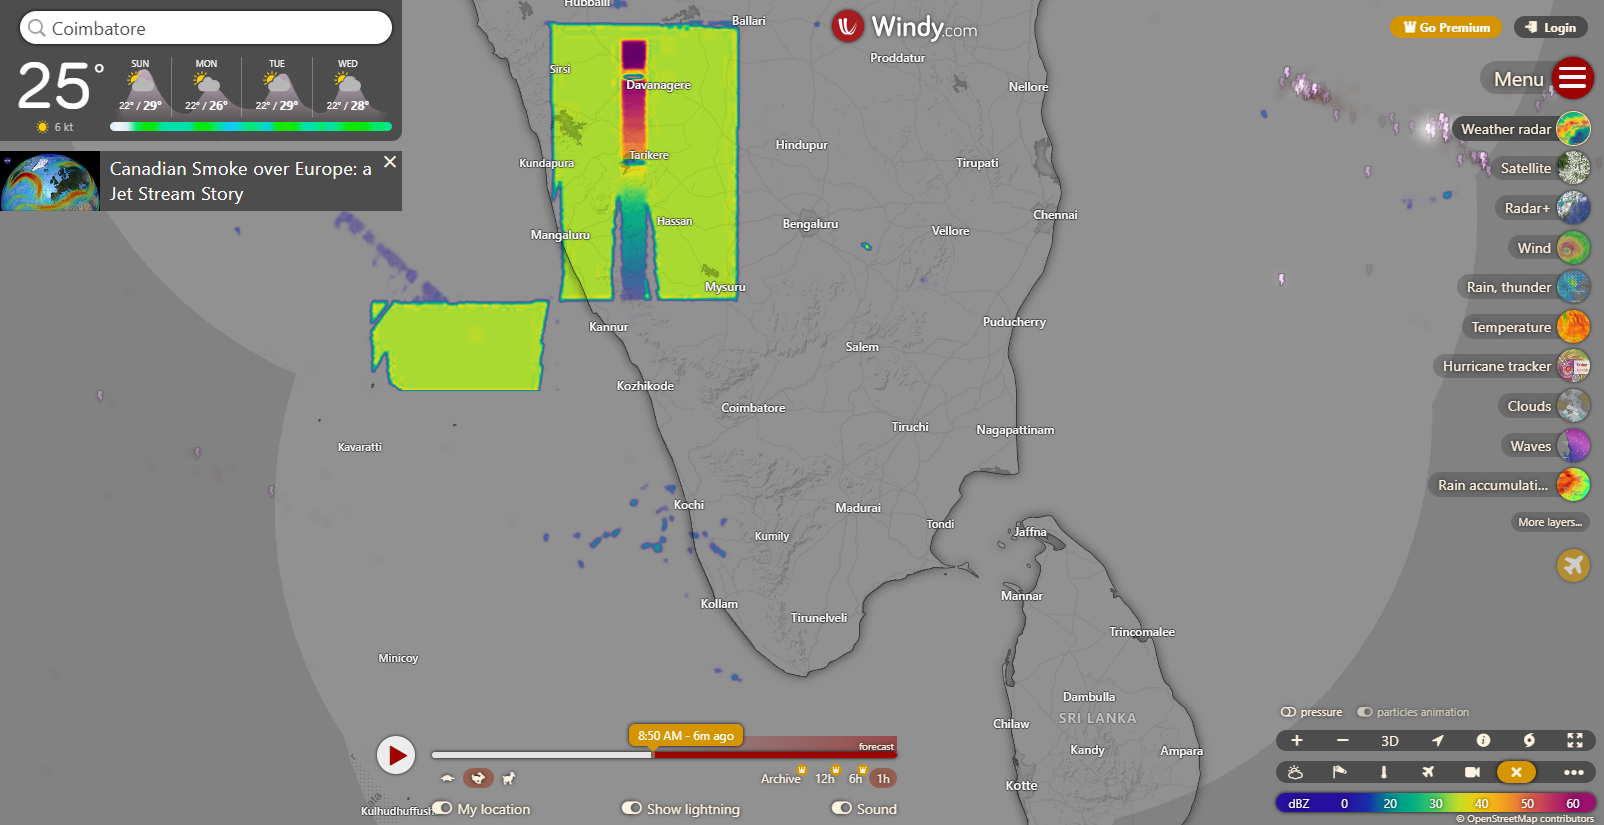 Coimbatore
25°
SUN MON TUE WED
22° / 29° 22° / 26° 22° / 29° 22° / 28°
6 kt
Canadian Smoke over Europe: a
Jet Stream Story
Windy.com
Go Premium
Login
Menu
Weather radar
Satellite
Radar+
Wind
Rain, thunder
Temperature
Hurricane tracker
Clouds
Waves
Rain accumulati...
More layers...
Hubballi
Ballari
Proddatur
Sirsi
Davanagere
Nellore
Hindupur
Tarikere
Kundapura
Tirupati
Chennai
Hassan
Bengaluru
Vellore
Mangaluru
Mysuru
Kannur
Puducherry
Salem
Kozhikode
Coimbatore
Tiruchi
Nagapattinam
Kavaratti
Kochi
Madurai
Tondi
Jaffna
Kumily
Mannar
Kollam
Tirunelveli
Trincomalee
Minicoy
Dambulla
SRI LANKA
Chilaw
Kandy
Ampara
Kotte
Kulhudhuffushi
8:50 AM - 6m ago
forecast
Archive 12h 6h 1h
My location
Show lightning
Sound
pressure
particles animation
+ − 3D
dBZ 0 20 30 40 50 60
© OpenStreetMap contributors